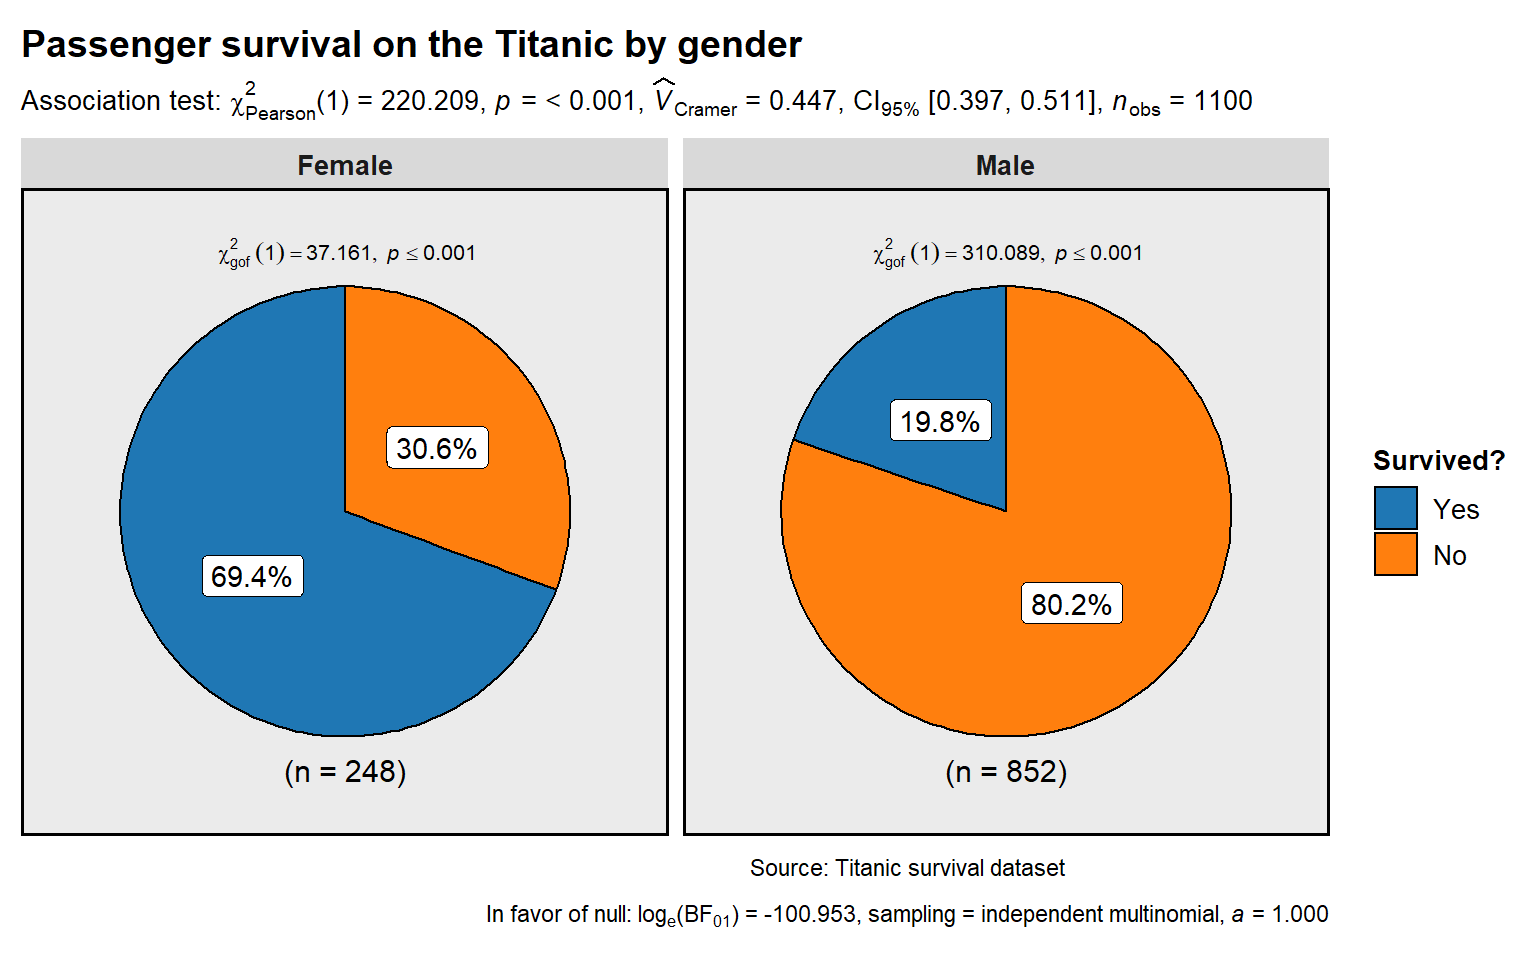 Passenger survival on the Titanic by gender
Association test: χ²Pearson(1) = 220.209, p = < 0.001, V̂Cramer = 0.447, CI95% [0.397, 0.511], nobs = 1100
Female
χ²gof (1) = 37.161, p ≤ 0.001
30.6%
69.4%
(n = 248)
Male
χ²gof (1) = 310.089, p ≤ 0.001
19.8%
80.2%
(n = 852)
Survived?
Yes
No
Source: Titanic survival dataset
In favor of null: loge(BF01) = -100.953, sampling = independent multinomial, a = 1.000